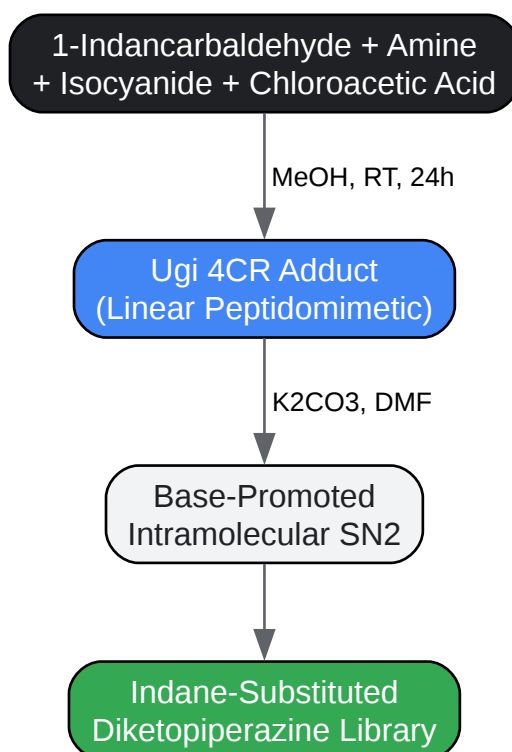 1-Indancarbaldehyde + Amine
+ Isocyanide + Chloroacetic Acid
MeOH, RT, 24h
Ugi 4CR Adduct
(Linear Peptidomimetic)
K2CO3, DMF
Base-Promoted
Intramolecular SN2
Indane-Substituted
Diketopiperazine Library